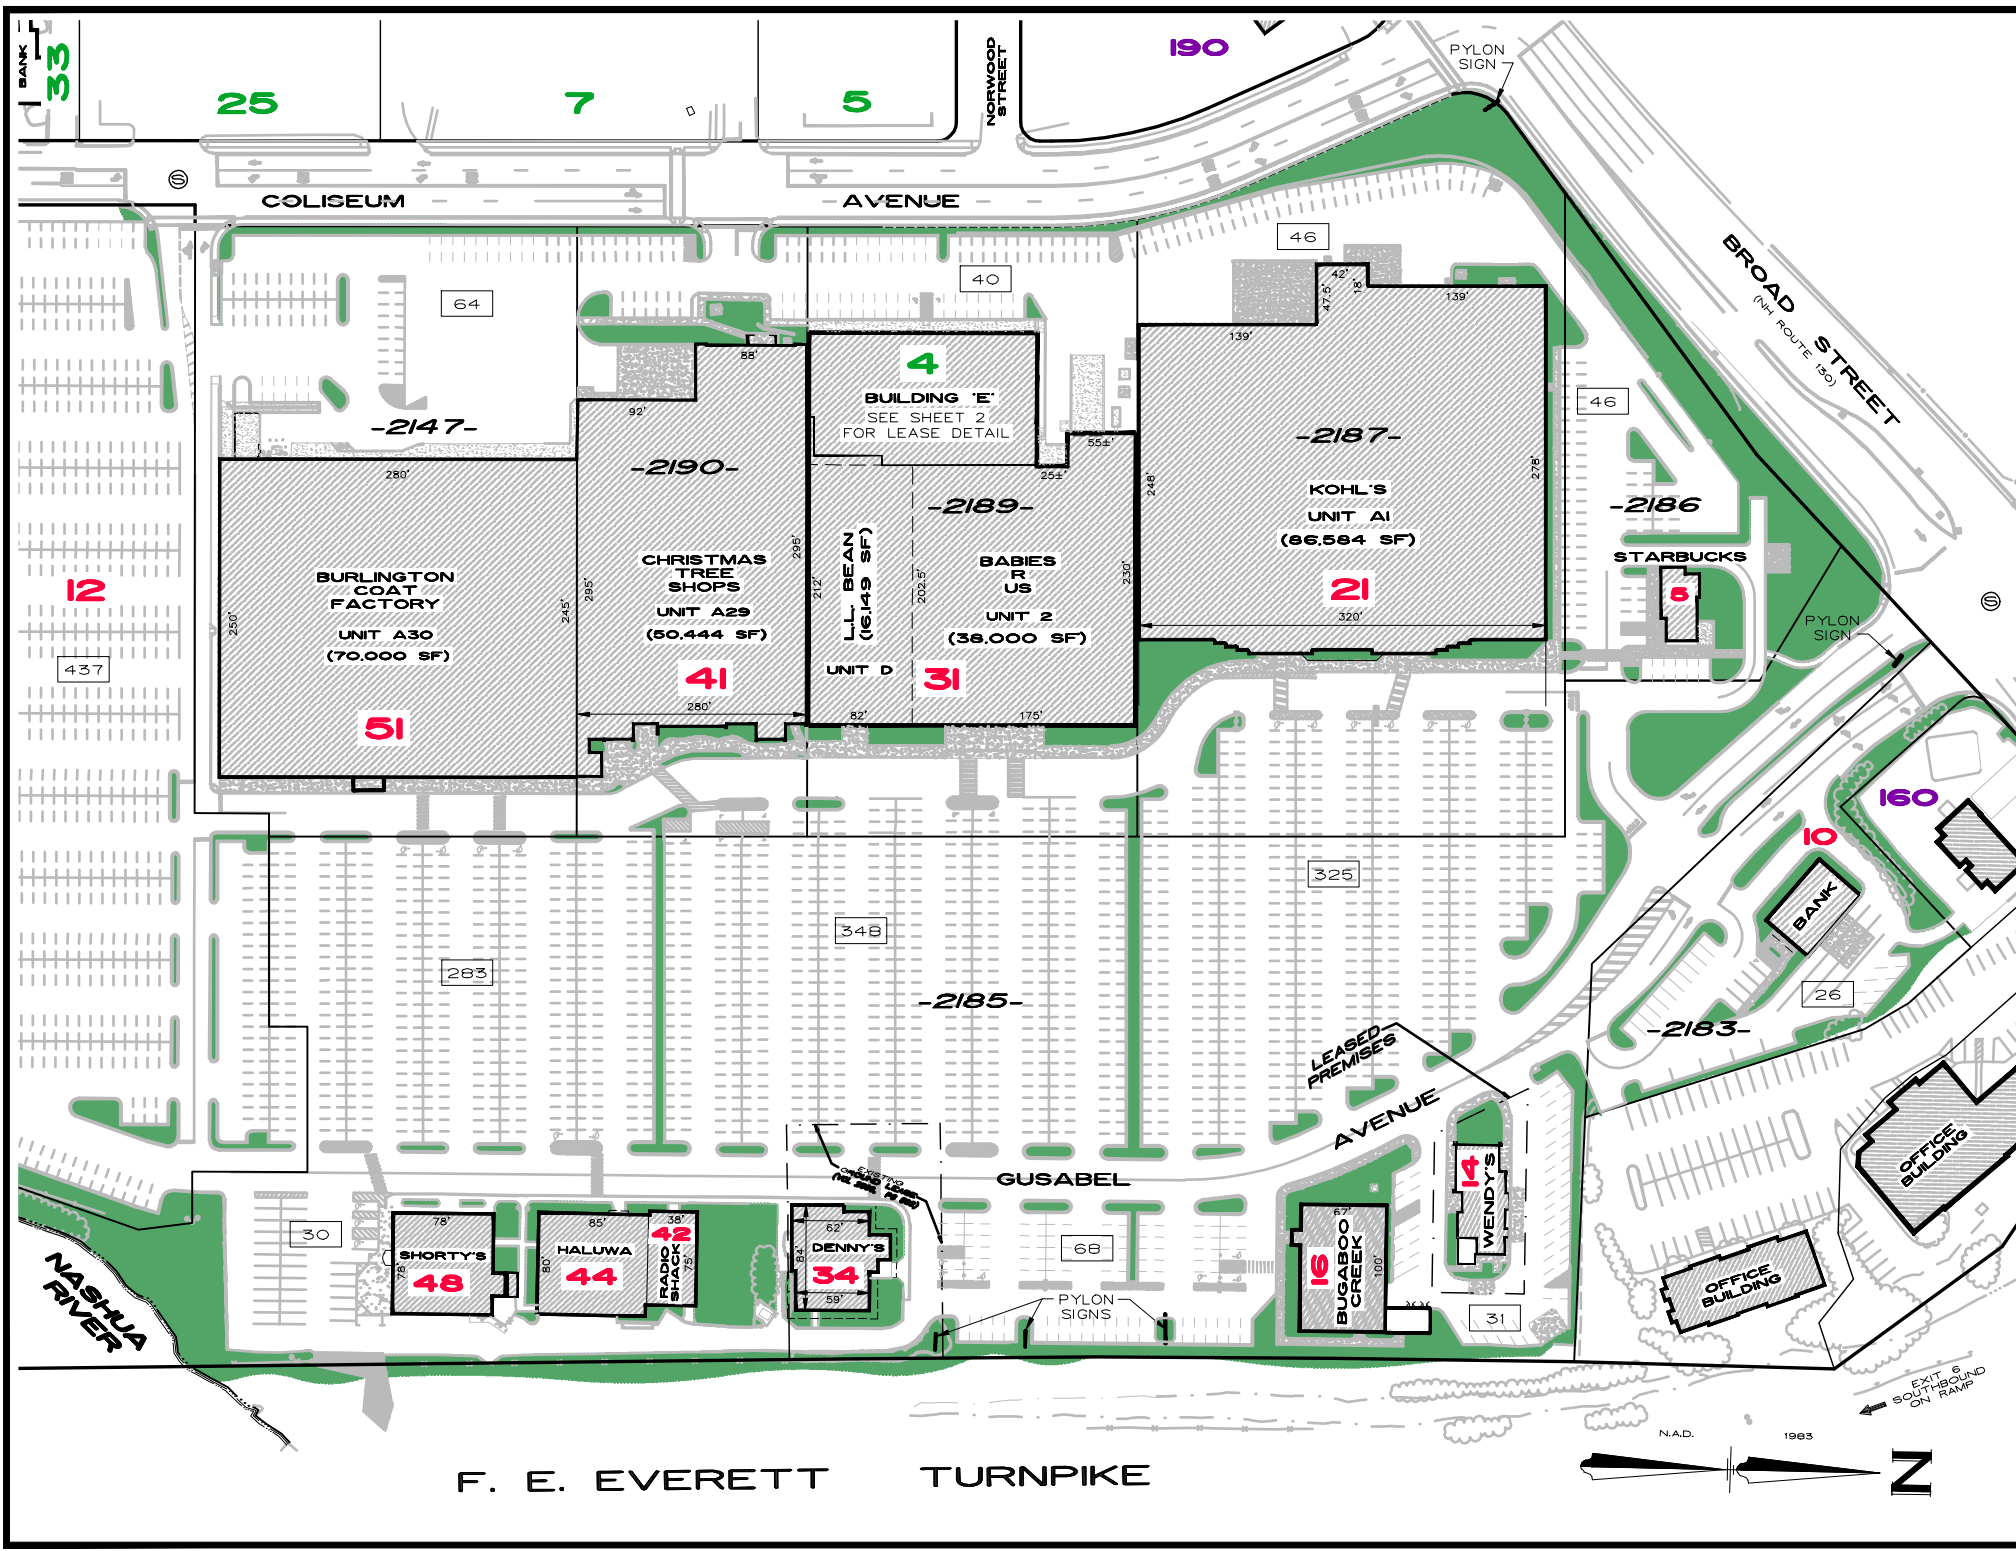 BANK
33
25
7
5
NORWOOD
STREET
190
PYLON
SIGN
S
COLISEUM AVENUE
BROAD STREET
(NH ROUTE 130)
64
40
46
46
-2147-
280'
250'
245'
BURLINGTON
COAT
FACTORY
UNIT A30
(70,000 SF)
51
12
437
88'
92'
-2190-
295'
295'
CHRISTMAS
TREE
SHOPS
UNIT A29
(50,444 SF)
41
280'
4
BUILDING 'E'
SEE SHEET 2
FOR LEASE DETAIL
25±'
55±'
-2189-
212'
202.5'
230'
L.L. BEAN
(16,149 SF)
UNIT D
BABIES
R
US
UNIT 2
(38,000 SF)
31
82'
175'
42'
47.5'
18'
139'
139'
-2187-
248'
278'
KOHL'S
UNIT A1
(86,584 SF)
21
320'
-2186
STARBUCKS
5
PYLON
SIGN
S
160
10
BANK
26
-2183-
325
348
283
-2185-
LEASED
PREMISES
GUSABEL AVENUE
EXISTING
GROUND LEASE
30
78'
78'
SHORTY'S
48
85'
80'
HALUWA
44
38'
75'
42
RADIO
SHACK
62'
84'
DENNY'S
34
59'
68
PYLON
SIGNS
67'
100'
16
BUGABOO
CREEK
14
WENDY'S
31
OFFICE
BUILDING
OFFICE
BUILDING
NASHUA
RIVER
EXIT 6
SOUTHBOUND
ON RAMP
N.A.D. 1983
N
F. E. EVERETT TURNPIKE